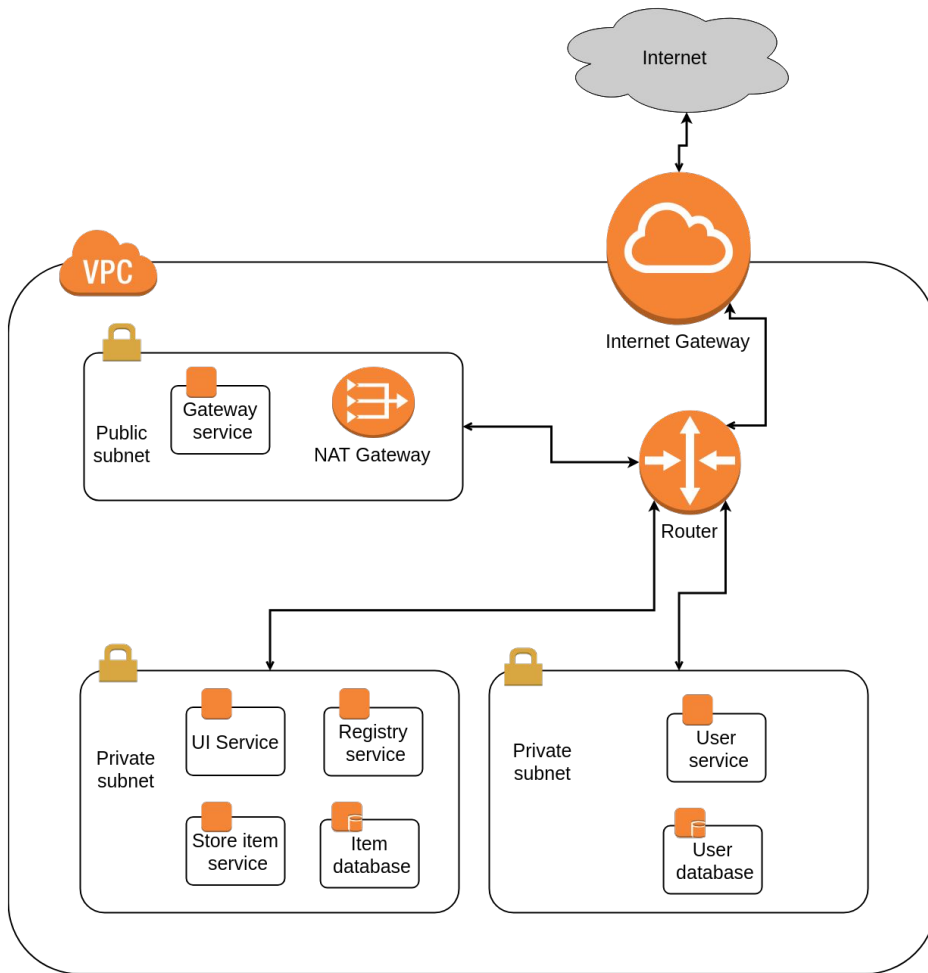 Internet
VPC
Internet Gateway
Public
subnet
Gateway
service
NAT Gateway
Router
Private
subnet
UI Service
Registry
service
Store item
service
Item
database
Private
subnet
User
service
User
database